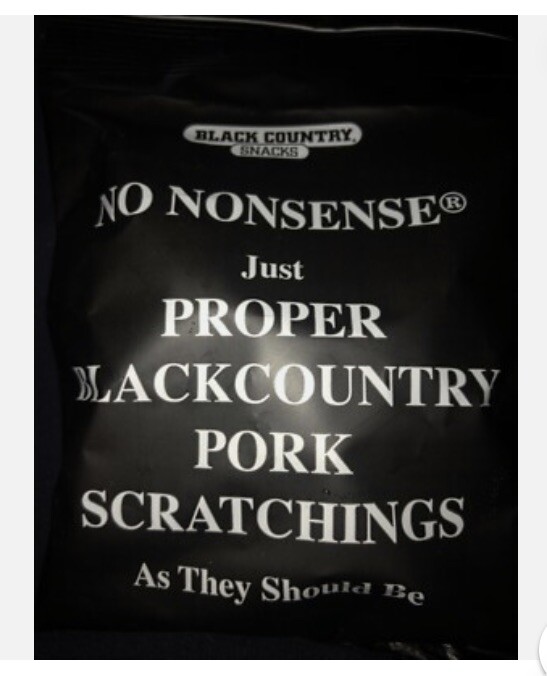 BLACK COUNTRY
SNACKS
NO NONSENSE®
Just
PROPER
BLACKCOUNTRY
PORK
SCRATCHINGS
As They Should Be